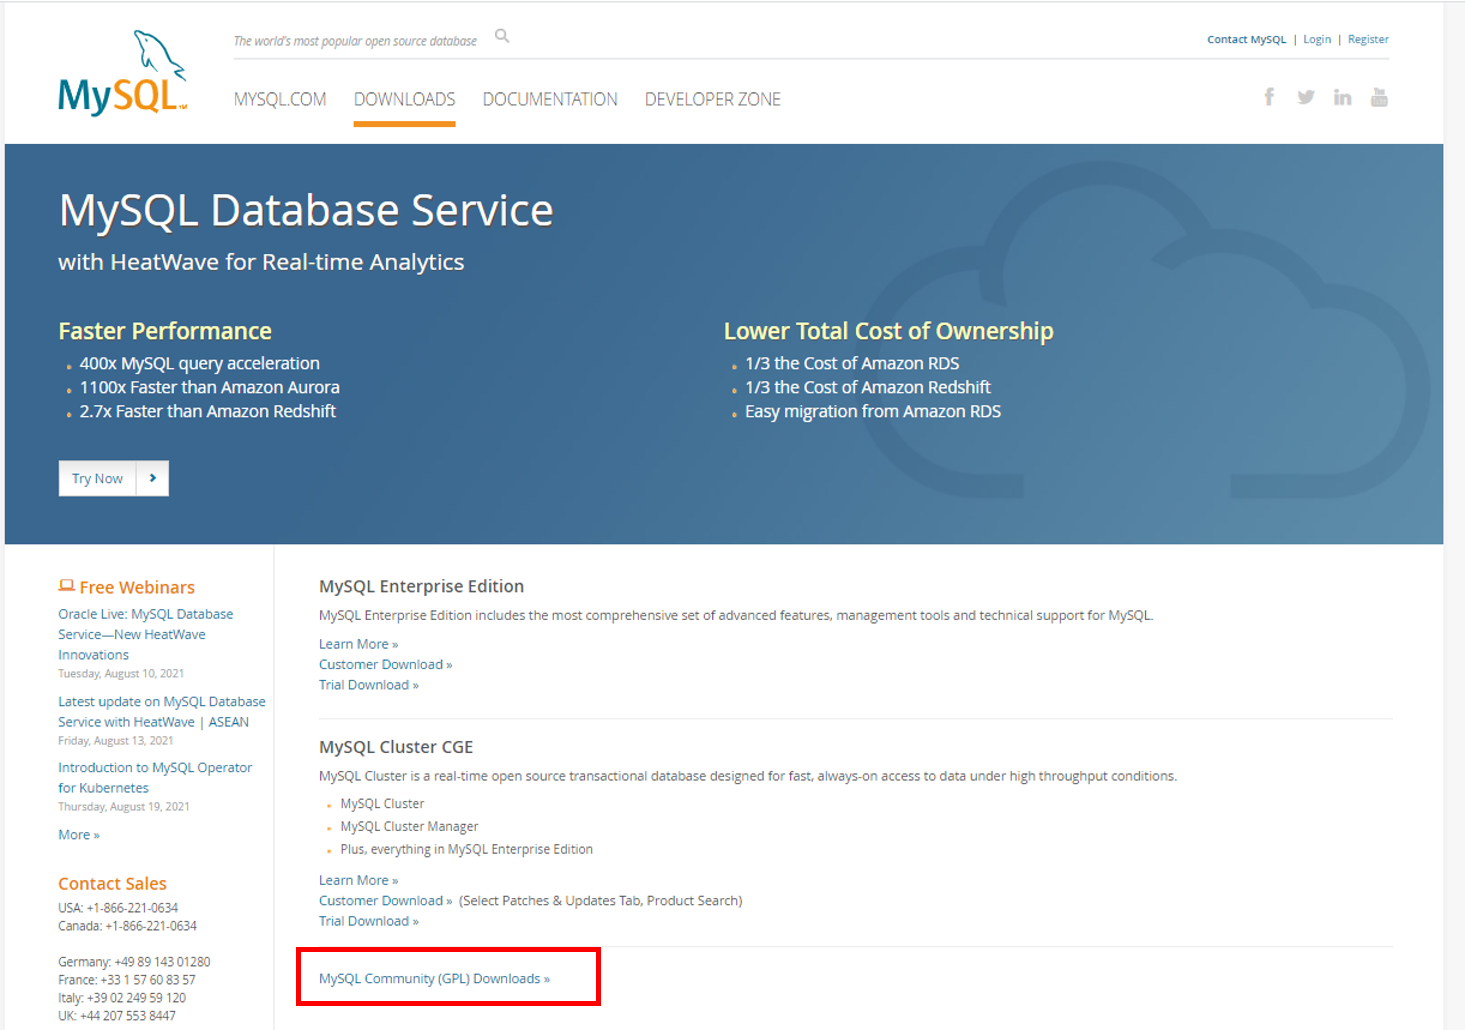 MySQL™
The world's most popular open source database
Contact MySQL | Login | Register
MYSQL.COM DOWNLOADS DOCUMENTATION DEVELOPER ZONE
f in You Tube
MySQL Database Service
with HeatWave for Real-time Analytics
Faster Performance
400x MySQL query acceleration
1100x Faster than Amazon Aurora
2.7x Faster than Amazon Redshift
Lower Total Cost of Ownership
1/3 the Cost of Amazon RDS
1/3 the Cost of Amazon Redshift
Easy migration from Amazon RDS
Try Now
Free Webinars
Oracle Live: MySQL Database
Service—New HeatWave
Innovations
Tuesday, August 10, 2021
Latest update on MySQL Database
Service with HeatWave | ASEAN
Friday, August 13, 2021
Introduction to MySQL Operator
for Kubernetes
Thursday, August 19, 2021
More »
Contact Sales
USA: +1-866-221-0634
Canada: +1-866-221-0634
Germany: +49 89 143 01280
France: +33 1 57 60 83 57
Italy: +39 02 249 59 120
UK: +44 207 553 8447
MySQL Enterprise Edition
MySQL Enterprise Edition includes the most comprehensive set of advanced features, management tools and technical support for MySQL.
Learn More »
Customer Download »
Trial Download »
MySQL Cluster CGE
MySQL Cluster is a real-time open source transactional database designed for fast, always-on access to data under high throughput conditions.
MySQL Cluster
MySQL Cluster Manager
Plus, everything in MySQL Enterprise Edition
Learn More »
Customer Download » (Select Patches & Updates Tab, Product Search)
Trial Download »
MySQL Community (GPL) Downloads »